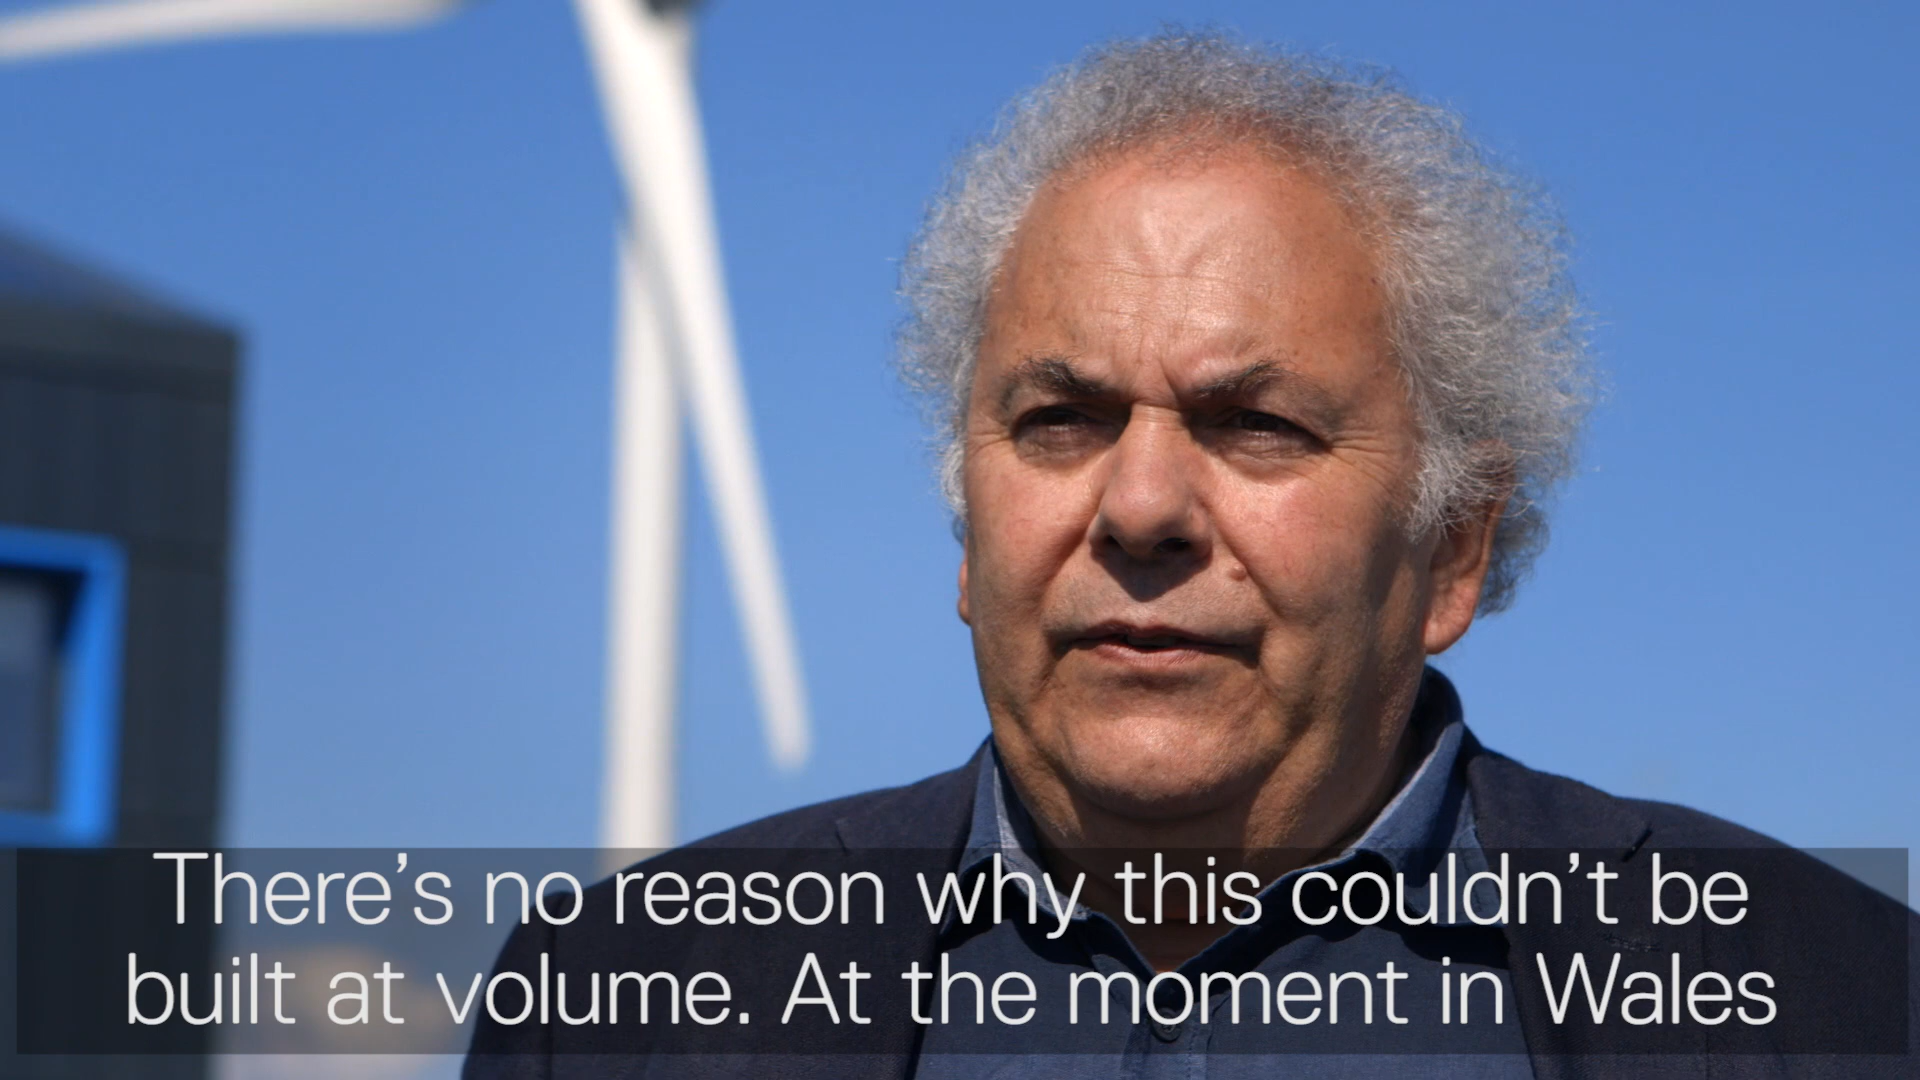 There’s no reason why this couldn’t be
built at volume. At the moment in Wales